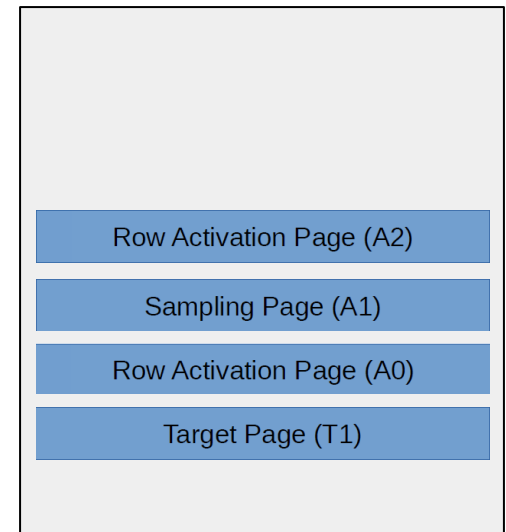 Row Activation Page (A2)
Sampling Page (A1)
Row Activation Page (A0)
Target Page (T1)